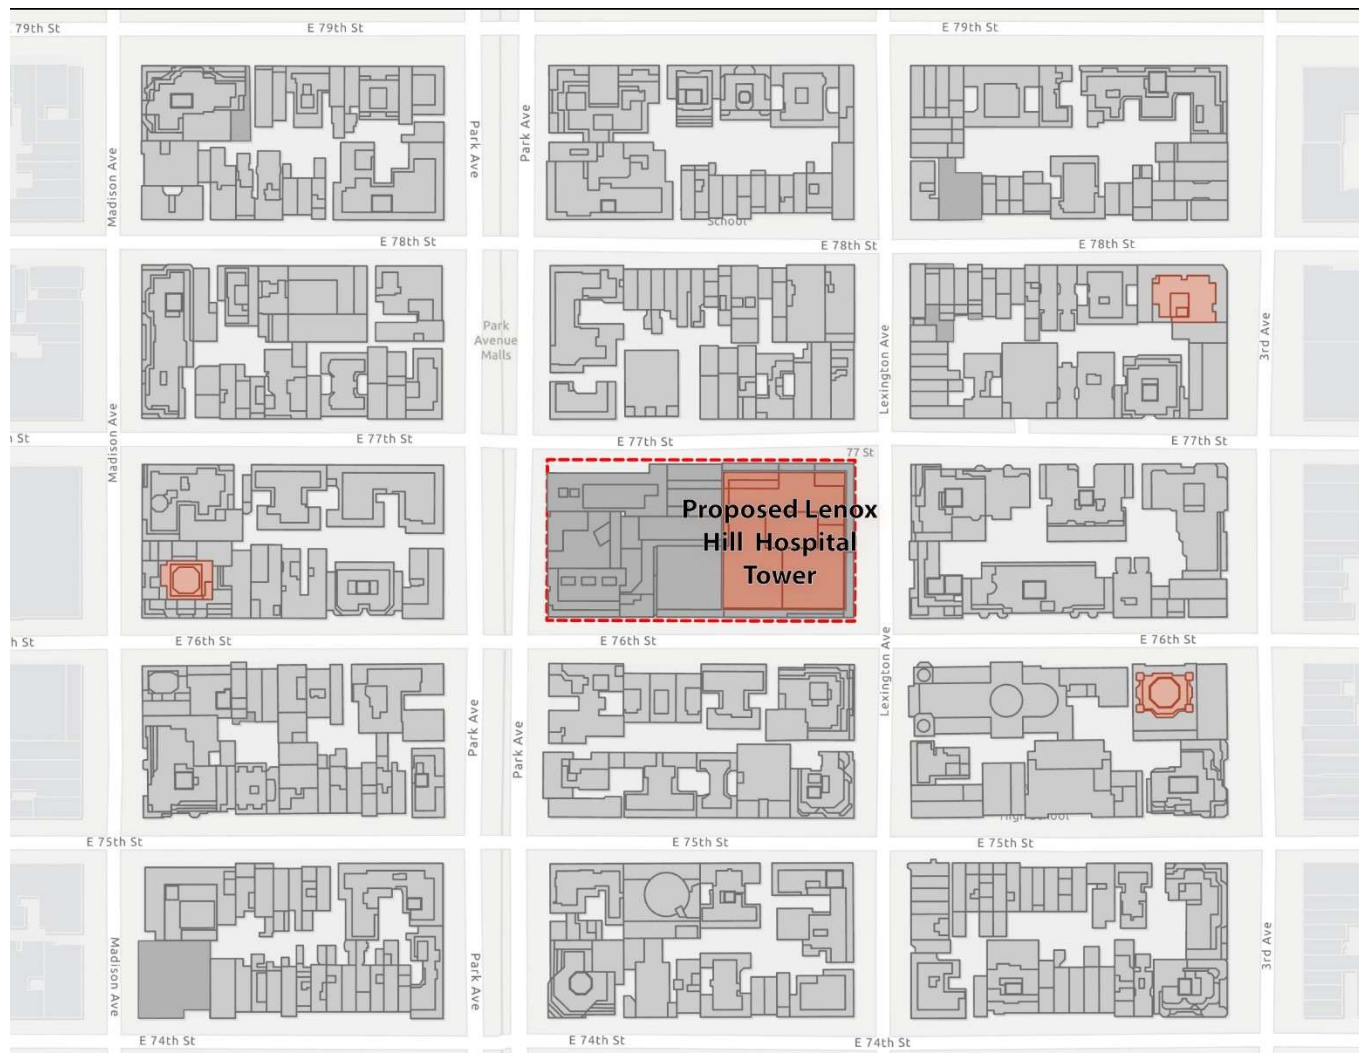 79th St
E 79th St
E 79th St
Madison Ave
Park Ave
Park Ave
School
E 78th St
E 78th St
E 78th St
Park
Avenue
Malls
Madison Ave
Lexington Ave
3rd Ave
h St
E 77th St
E 77th St
E 77th St
77 St
Proposed Lenox
Hill Hospital
Tower
th St
E 76th St
E 76th St
E 76th St
Park Ave
Park Ave
Lexington Ave
High School
E 75th St
E 75th St
E 75th St
Madison Ave
Park Ave
3rd Ave
E 74th St
E 74th St
E 74th St